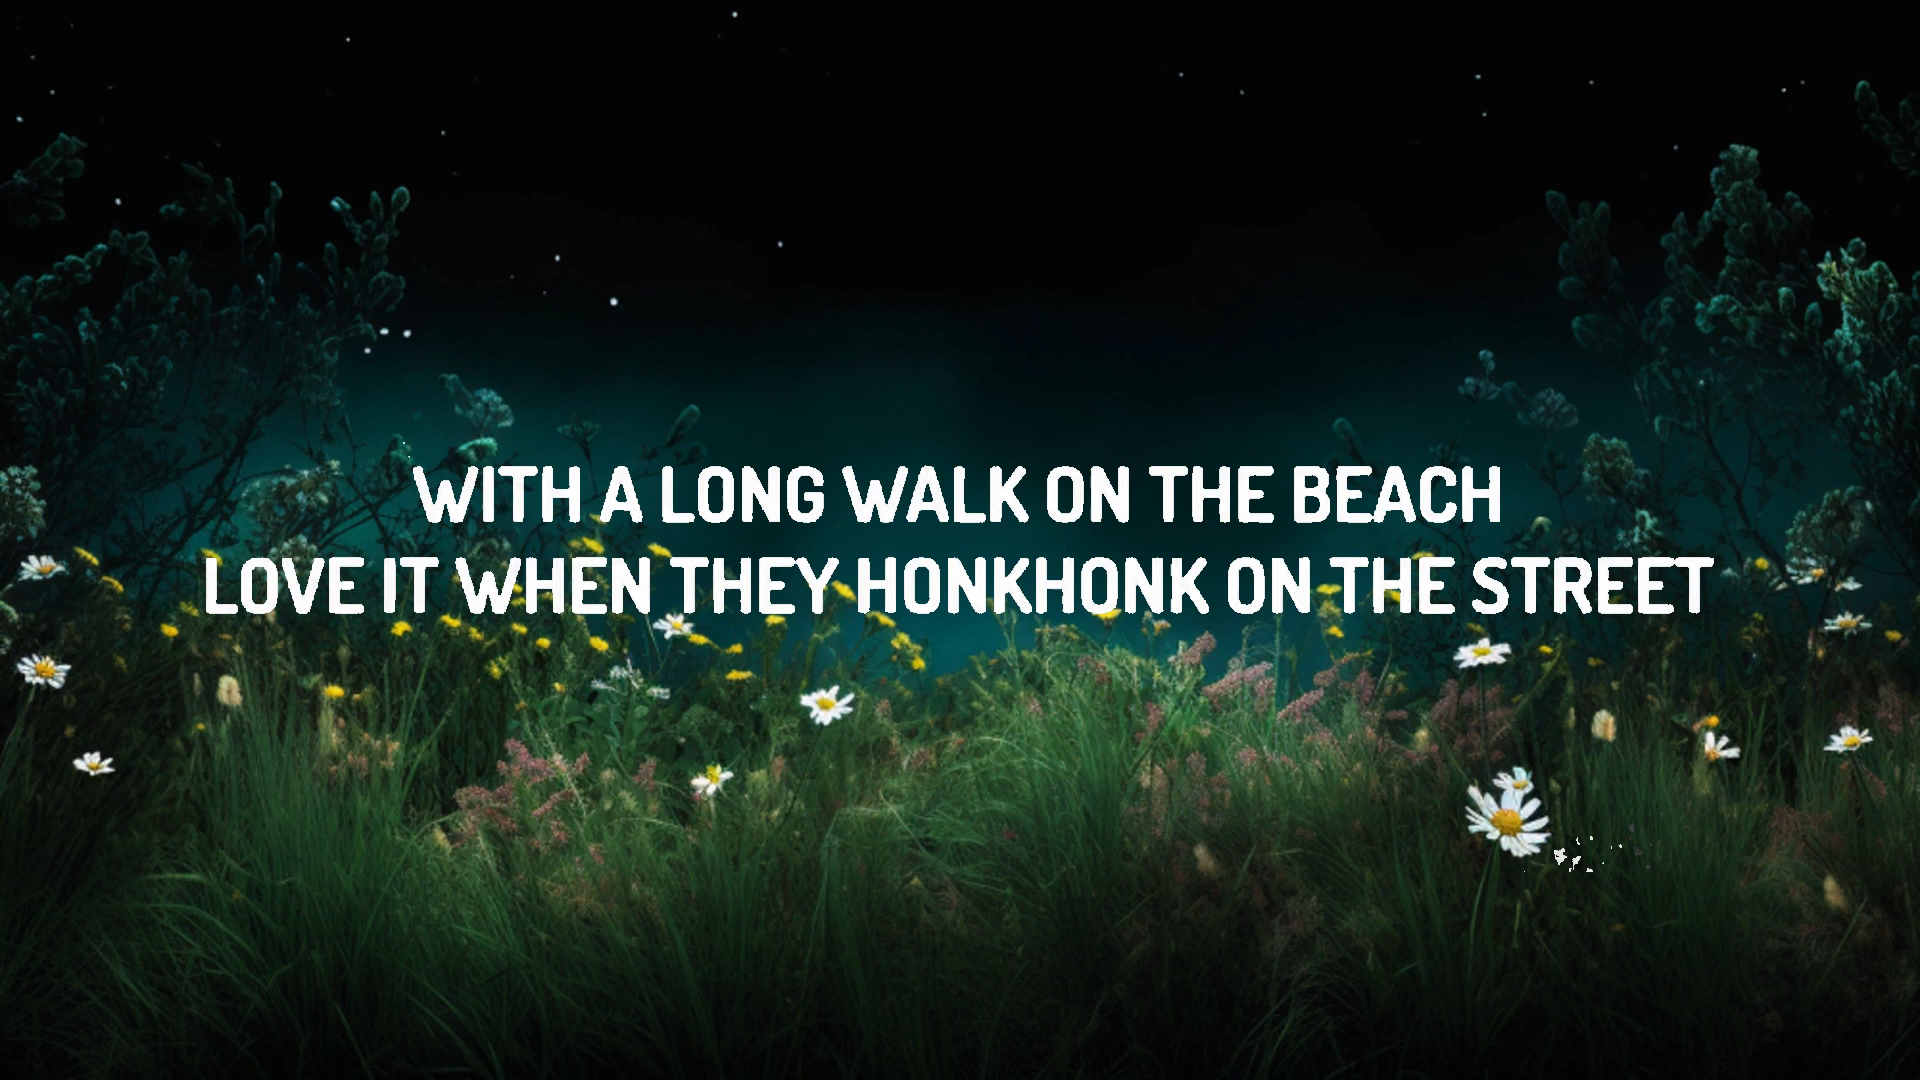 WITH A LONG WALK ON THE BEACH
LOVE IT WHEN THEY HONKHONK ON THE STREET